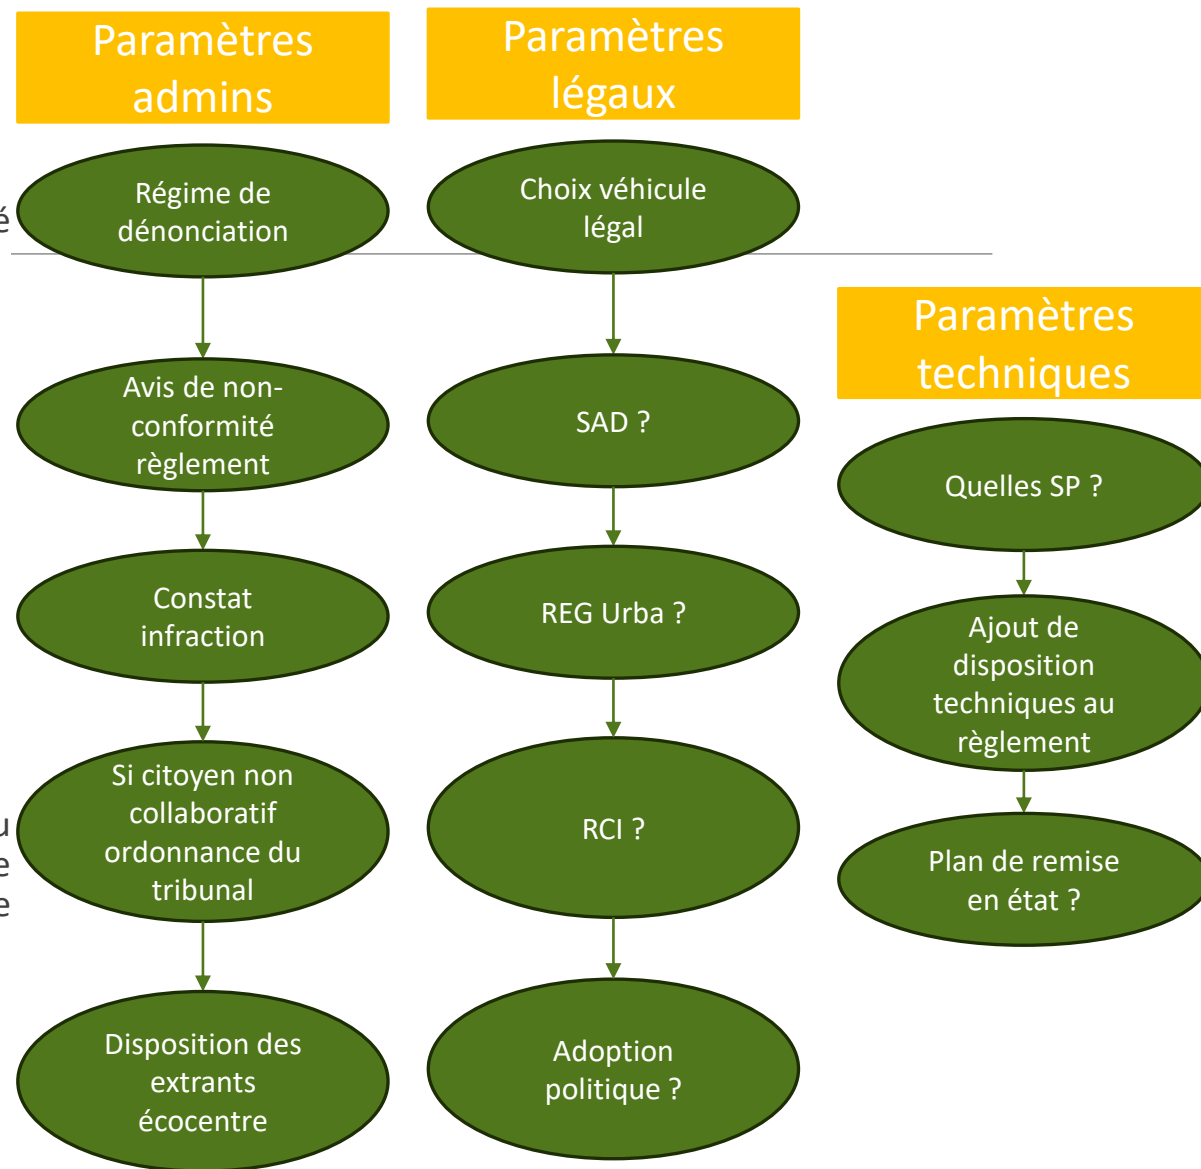 Paramètres
admins
Régime de
dénonciation
Avis de non-
conformité
règlement
Constat
infraction
Si citoyen non
collaboratif
ordonnance du
tribunal
Disposition des
extrants
écocentre
Paramètres
légaux
Choix véhicule
légal
SAD ?
REG Urba ?
RCI ?
Adoption
politique ?
Paramètres
techniques
Quelles SP ?
Ajout de
disposition
techniques au
règlement
Plan de remise
en état ?